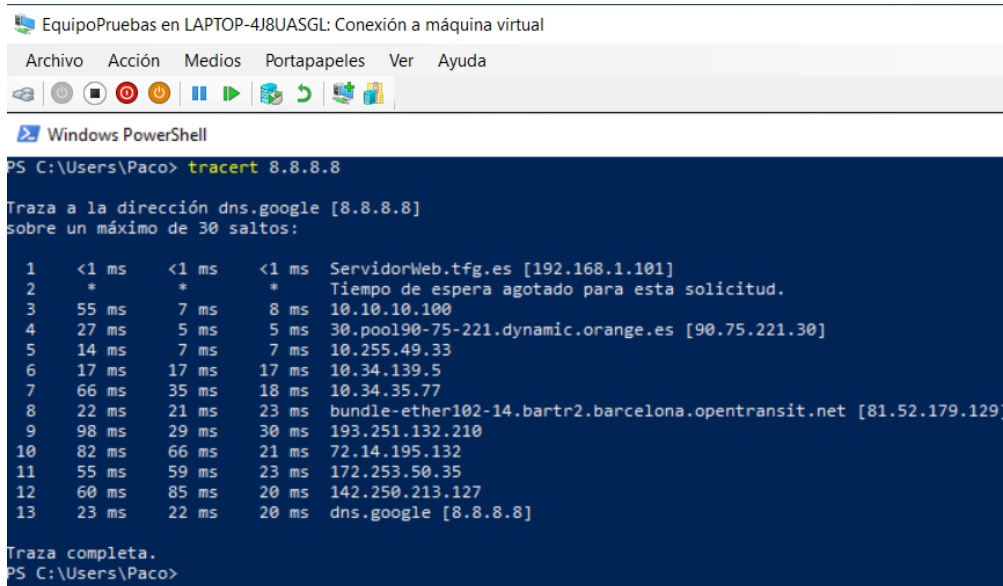 EquipoPruebas en LAPTOP-4J8UASGL: Conexión a máquina virtual
Archivo Acción Medios Portapapeles Ver Ayuda
Windows PowerShell
PS C:\Users\Paco> tracert 8.8.8.8
Traza a la dirección dns.google [8.8.8.8]
sobre un máximo de 30 saltos:
1 <1 ms <1 ms <1 ms ServidorWeb.tfg.es [192.168.1.101]
2 * * * Tiempo de espera agotado para esta solicitud.
3 55 ms 7 ms 8 ms 10.10.10.100
4 27 ms 5 ms 5 ms 30.pool90-75-221.dynamic.orange.es [90.75.221.30]
5 14 ms 7 ms 7 ms 10.255.49.33
6 17 ms 17 ms 17 ms 10.34.139.5
7 66 ms 35 ms 18 ms 10.34.35.77
8 22 ms 21 ms 23 ms bundle-ether102-14.bartr2.barcelona.opentransit.net [81.52.179.129]
9 98 ms 29 ms 30 ms 193.251.132.210
10 82 ms 66 ms 21 ms 72.14.195.132
11 55 ms 59 ms 23 ms 172.253.50.35
12 60 ms 85 ms 20 ms 142.250.213.127
13 23 ms 22 ms 20 ms dns.google [8.8.8.8]
Traza completa.
PS C:\Users\Paco>